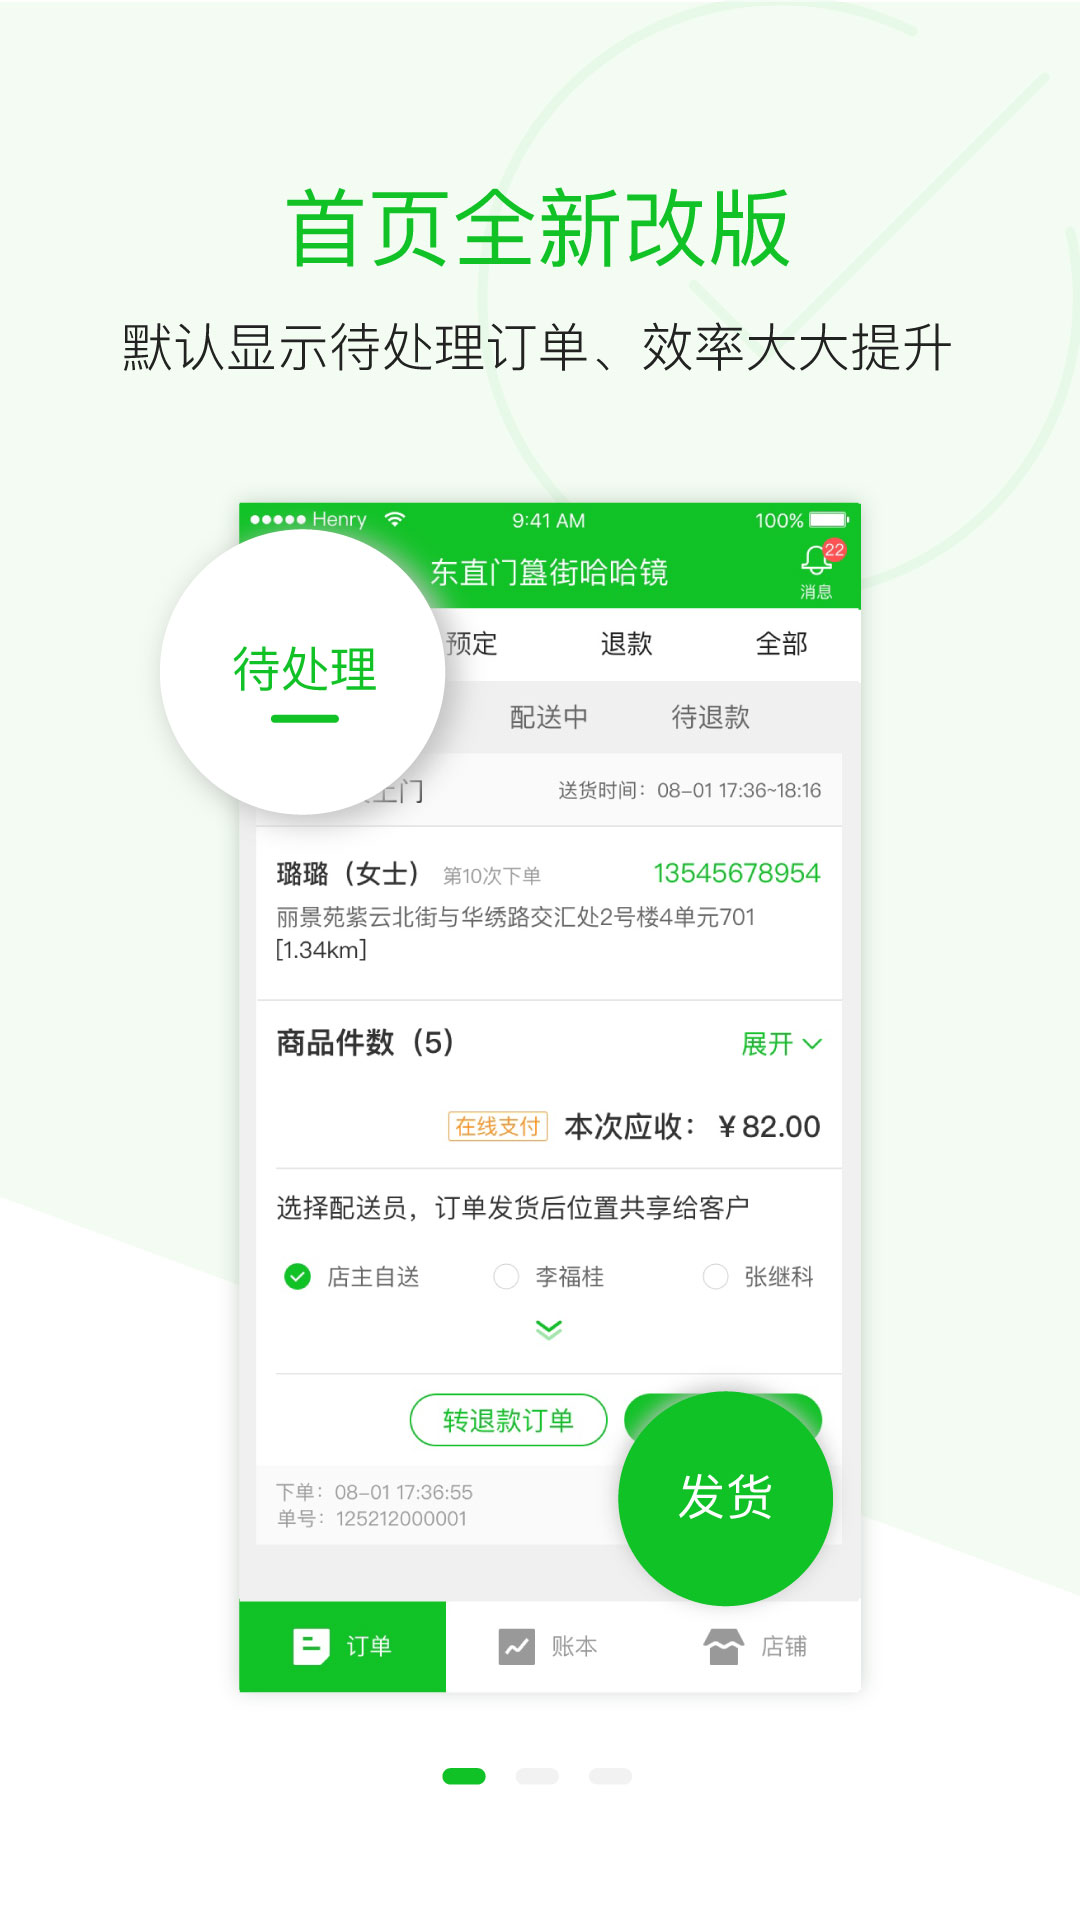 首页全新改版
默认显示待处理订单、效率大大提升
Henry 9:41 AM 100%
东直门簋街哈哈镜
22
消息
待处理 预定 退款 全部
配送中 待退款
上门 送货时间：08-01 17:36~18:16
璐璐（女士） 第10次下单 13545678954
丽景苑紫云北街与华绣路交汇处2号楼4单元701
[1.34km]
商品件数（5） 展开
在线支付 本次应收：￥82.00
选择配送员，订单发货后位置共享给客户
店主自送 李福桂 张继科
转退款订单
发货
下单：08-01 17:36:55
单号：125212000001
订单 账本 店铺